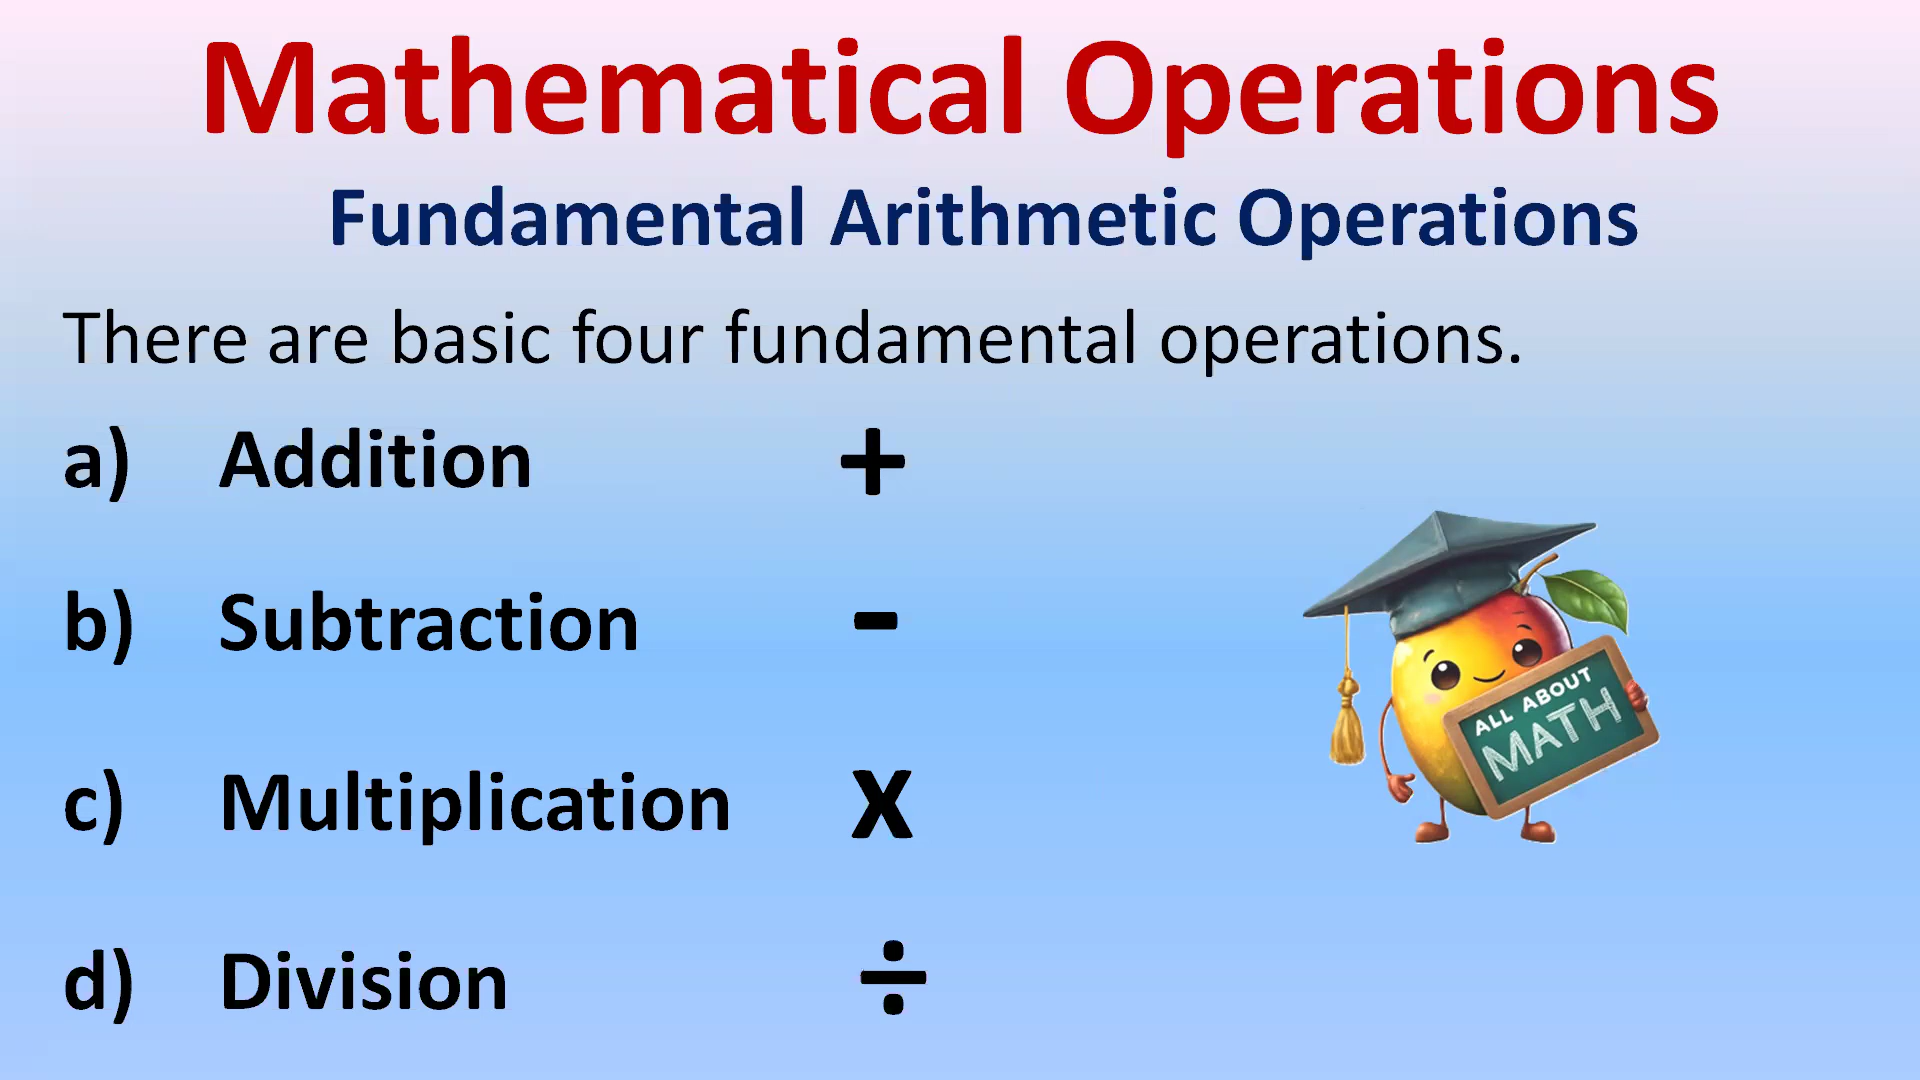 Mathematical Operations
Fundamental Arithmetic Operations
There are basic four fundamental operations.
a) Addition +
b) Subtraction -
c) Multiplication x
d) Division ÷
ALL ABOUT
MATH